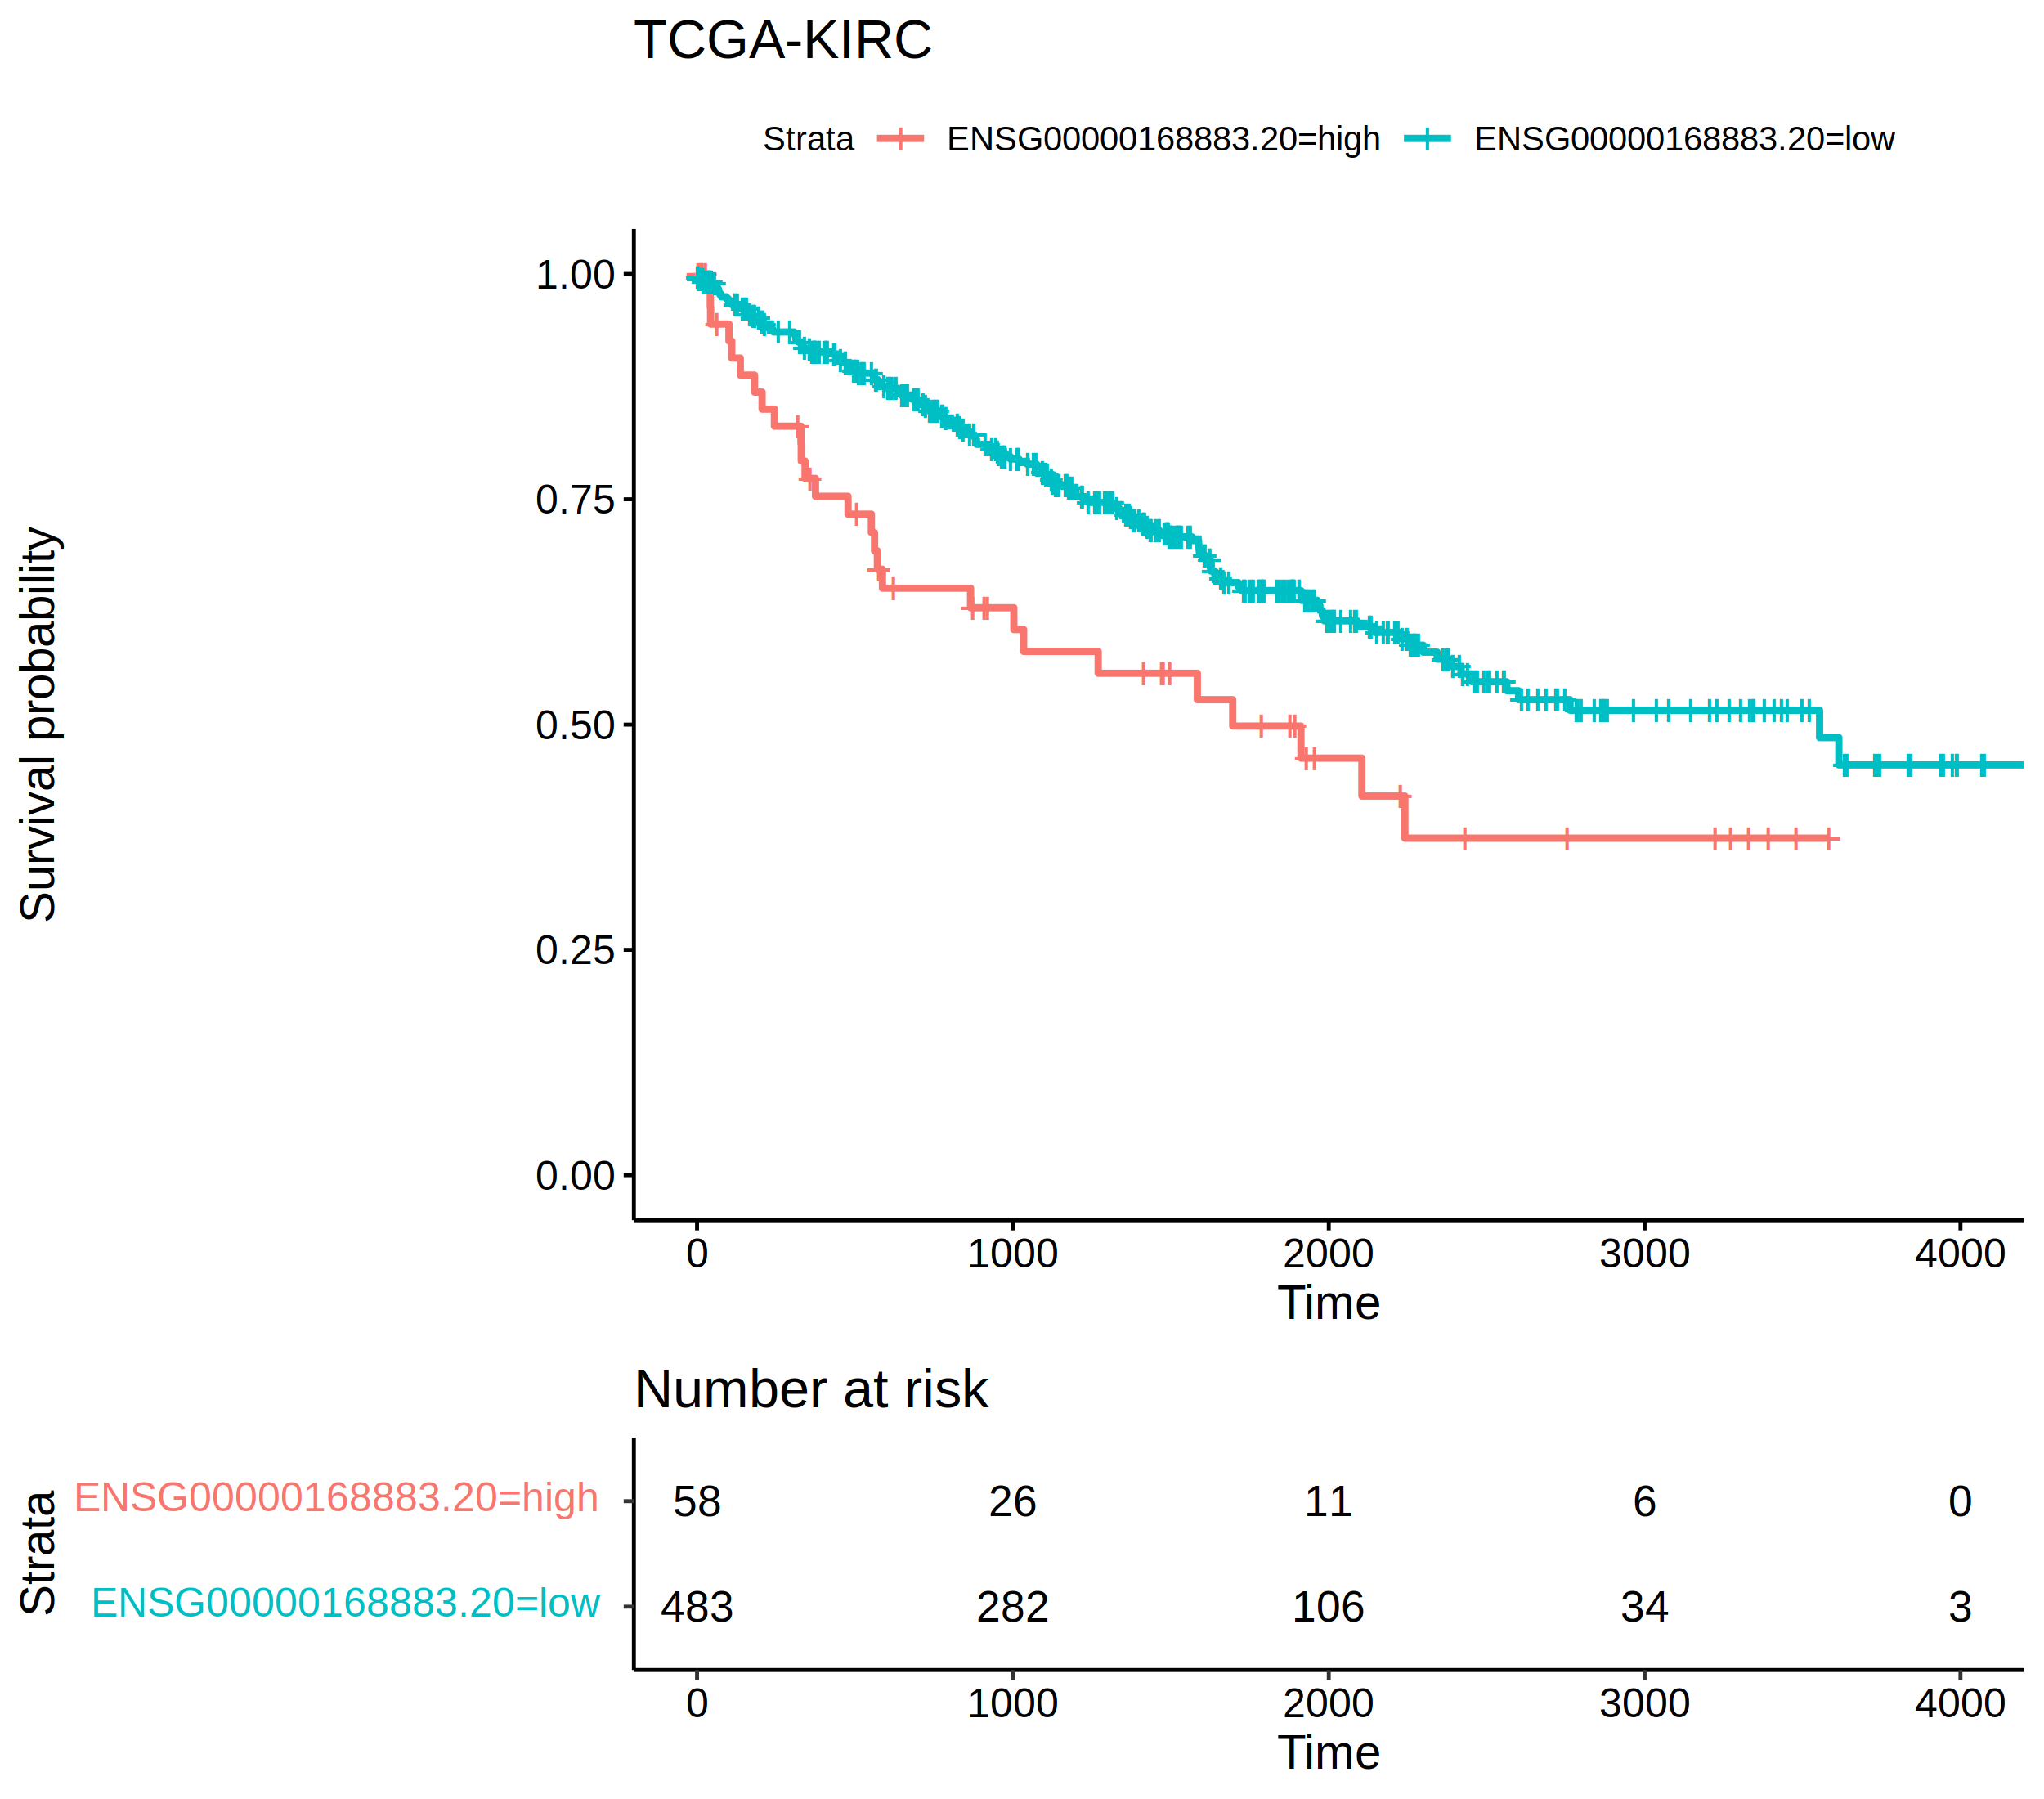 TCGA-KIRC
Strata ENSG00000168883.20=high ENSG00000168883.20=low
Survival probability
1.00
0.75
0.50
0.25
0.00
0 1000 2000 3000 4000
Time
Number at risk
Strata
ENSG00000168883.20=high 58 26 11 6 0
ENSG00000168883.20=low 483 282 106 34 3
0 1000 2000 3000 4000
Time